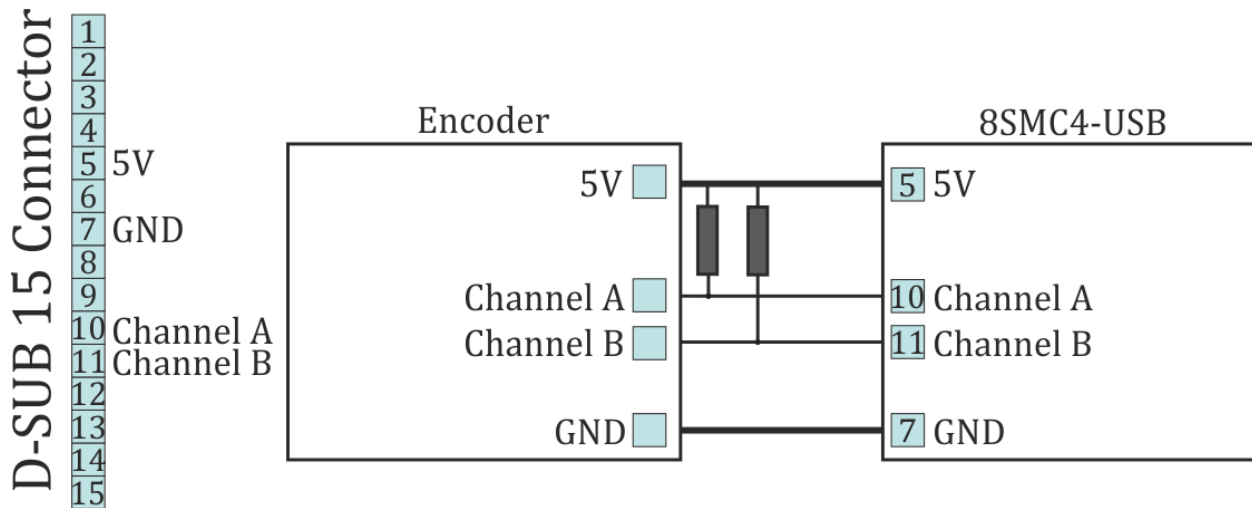 D-SUB 15 Connector
1
2
3
4
5 5V
6
7 GND
8
9
10 Channel A
11 Channel B
12
13
14
15
Encoder
5V
Channel A
Channel B
GND
8SMC4-USB
5 5V
10 Channel A
11 Channel B
7 GND